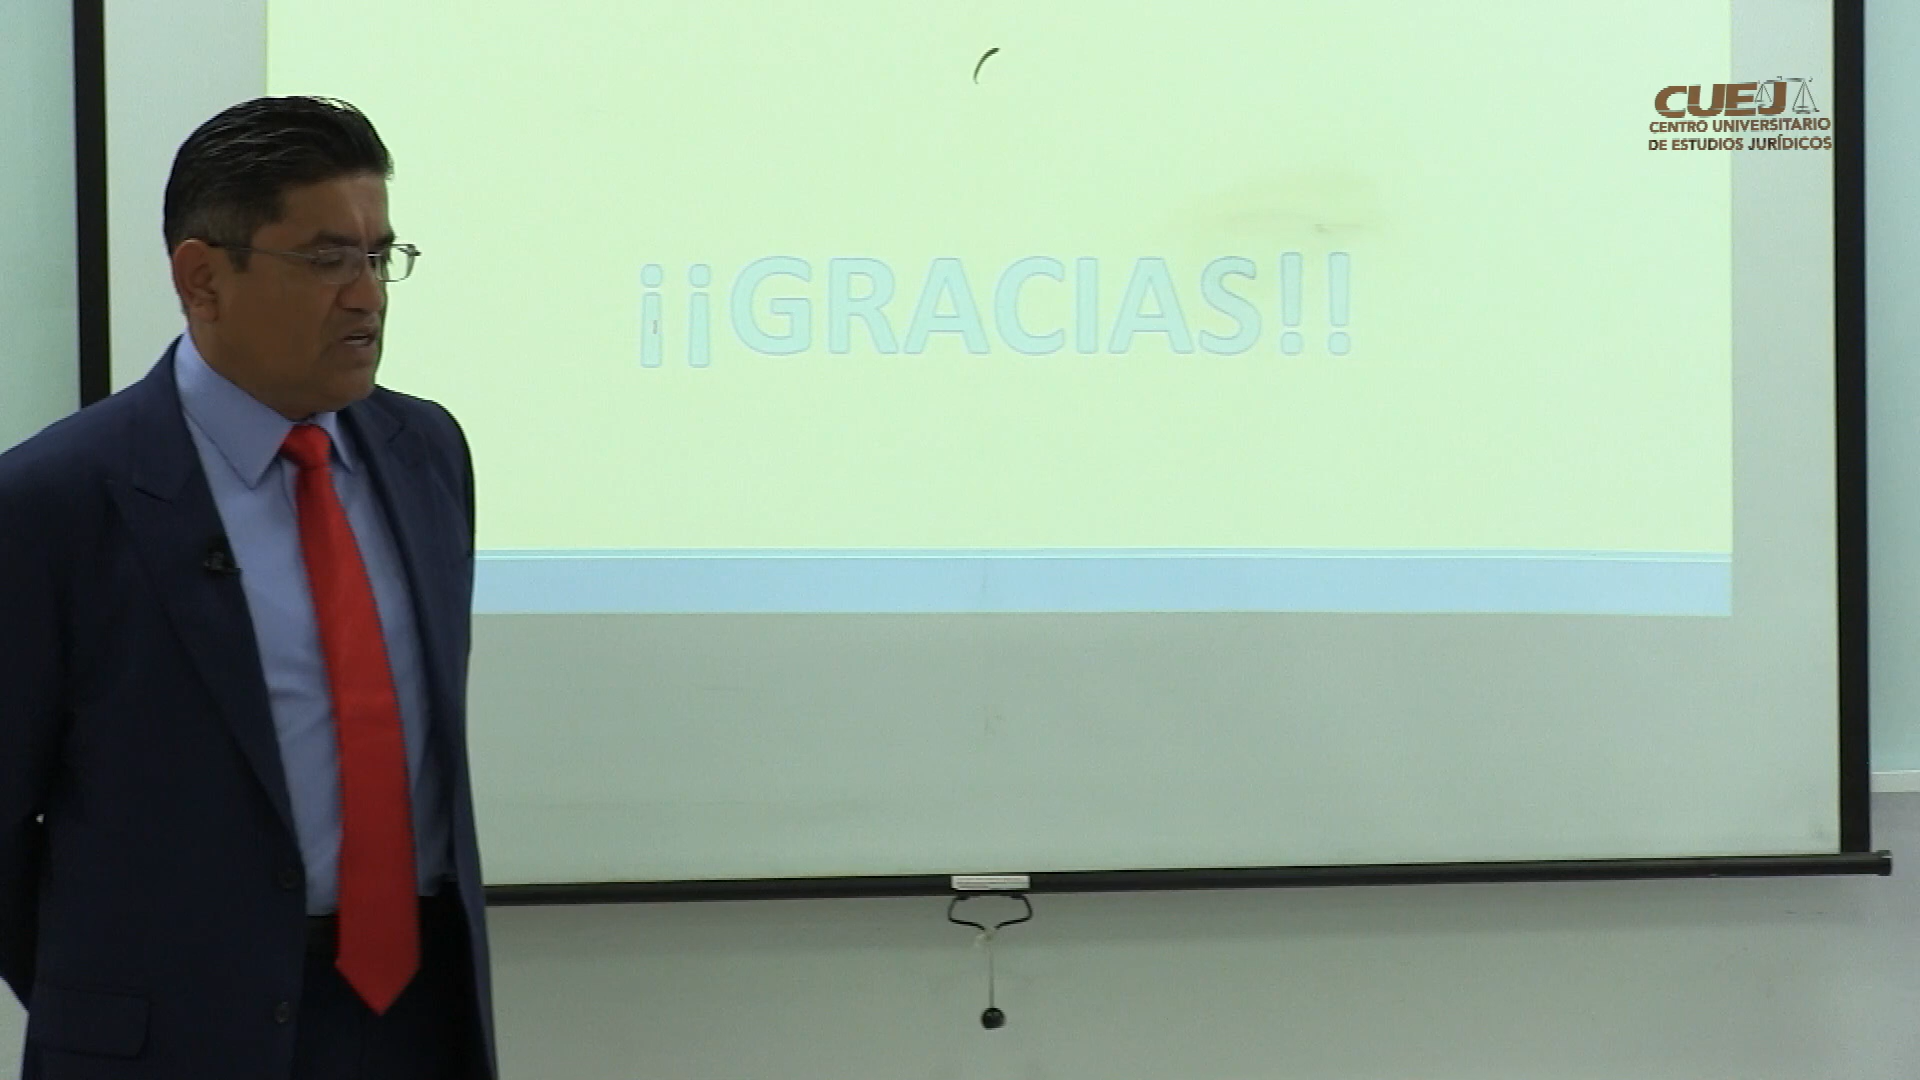 CUEJ
CENTRO UNIVERSITARIO
DE ESTUDIOS JURÍDICOS
¡¡GRACIAS!!